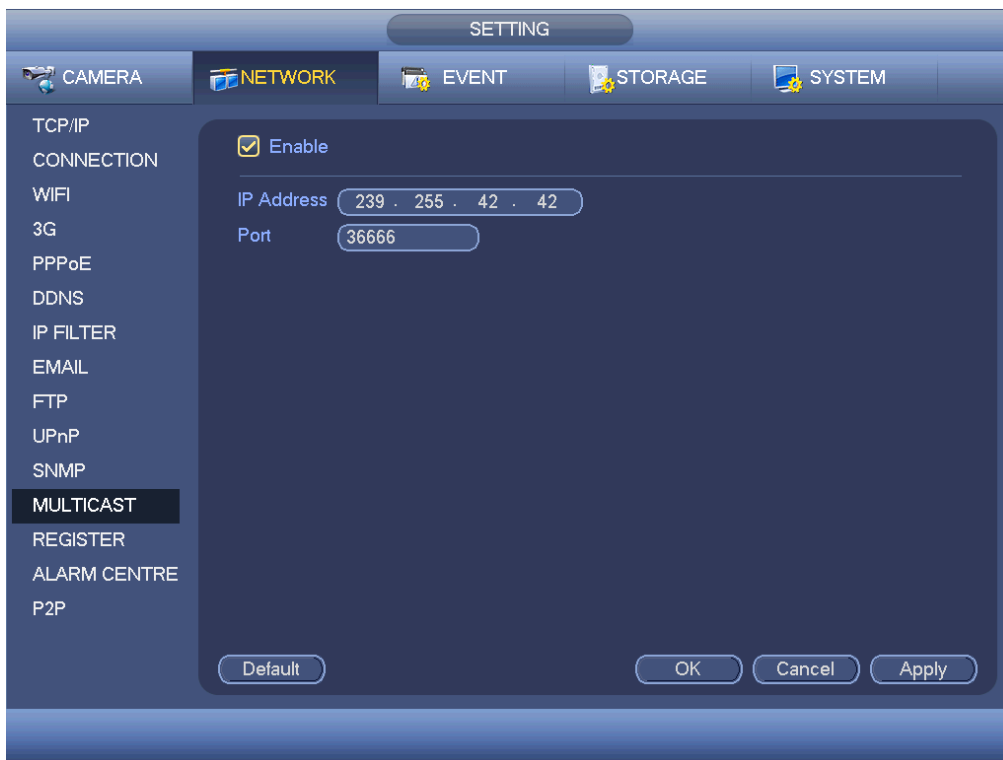 SETTING
CAMERA NETWORK EVENT STORAGE SYSTEM
TCP/IP
CONNECTION
WIFI
3G
PPPoE
DDNS
IP FILTER
EMAIL
FTP
UPnP
SNMP
MULTICAST
REGISTER
ALARM CENTRE
P2P
Enable
IP Address 239 . 255 . 42 . 42
Port 36666
Default OK Cancel Apply